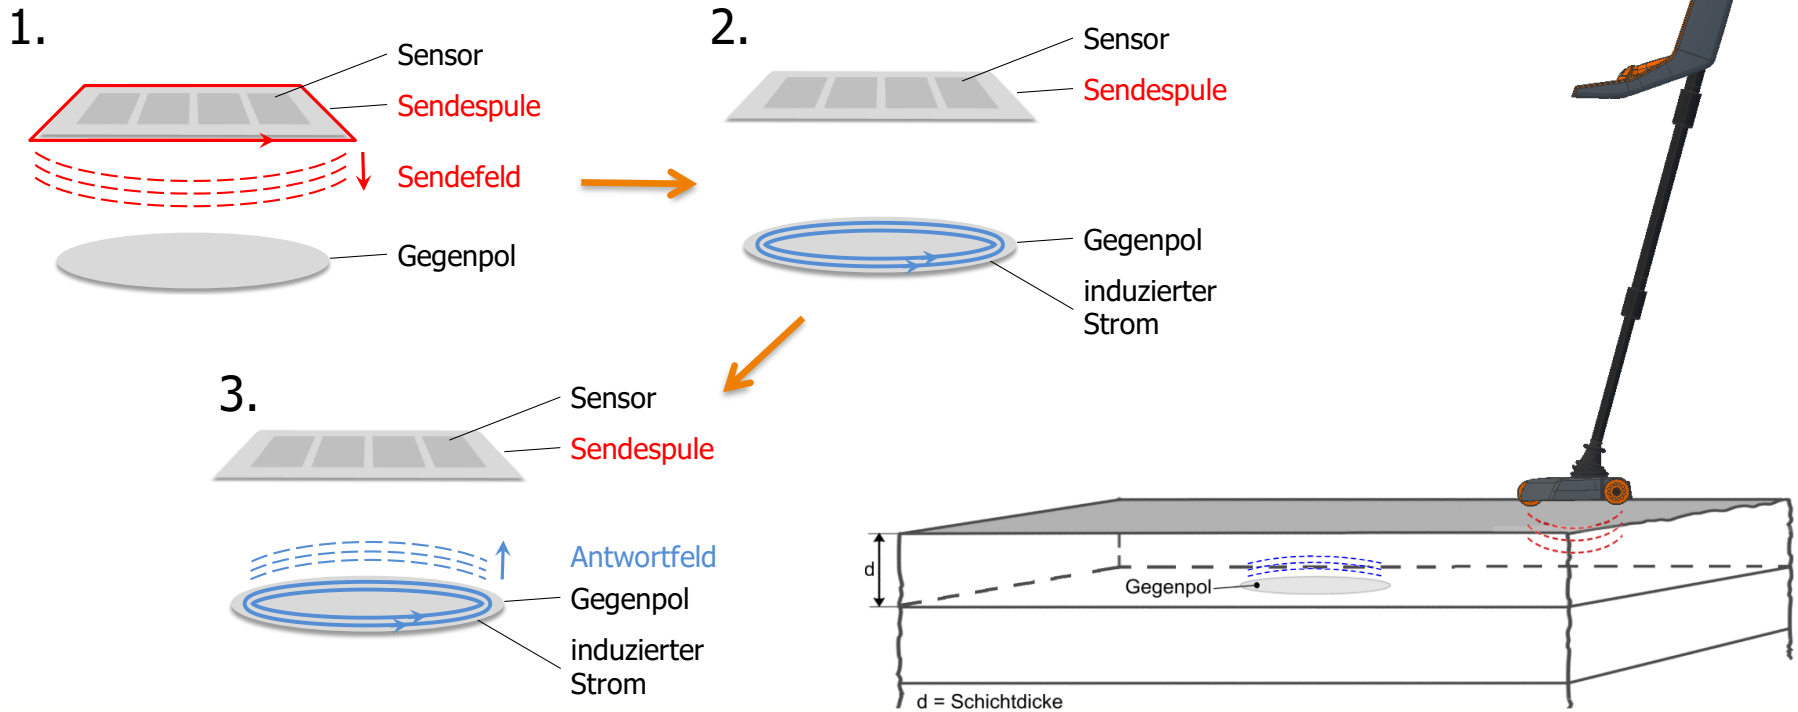 1.
Sensor
Sendespule
Sendefeld
Gegenpol
2.
Sensor
Sendespule
Gegenpol
induzierter
Strom
3.
Sensor
Sendespule
Antwortfeld
Gegenpol
induzierter
Strom
d
Gegenpol
d = Schichtdicke